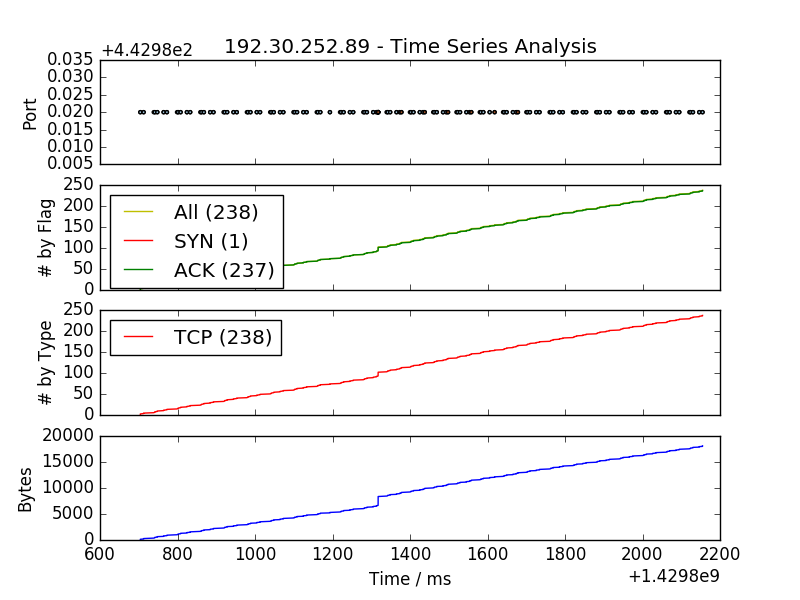 192.30.252.89 - Time Series Analysis
+4.4298e2
0.035
0.030
0.025
0.020
0.015
0.010
0.005
Port
250
200
150
100
50
0
# by Flag
All (238)
SYN (1)
ACK (237)
250
200
150
100
50
0
# by Type
TCP (238)
20000
15000
10000
5000
0
Bytes
600 800 1000 1200 1400 1600 1800 2000 2200
Time / ms
+1.4298e9